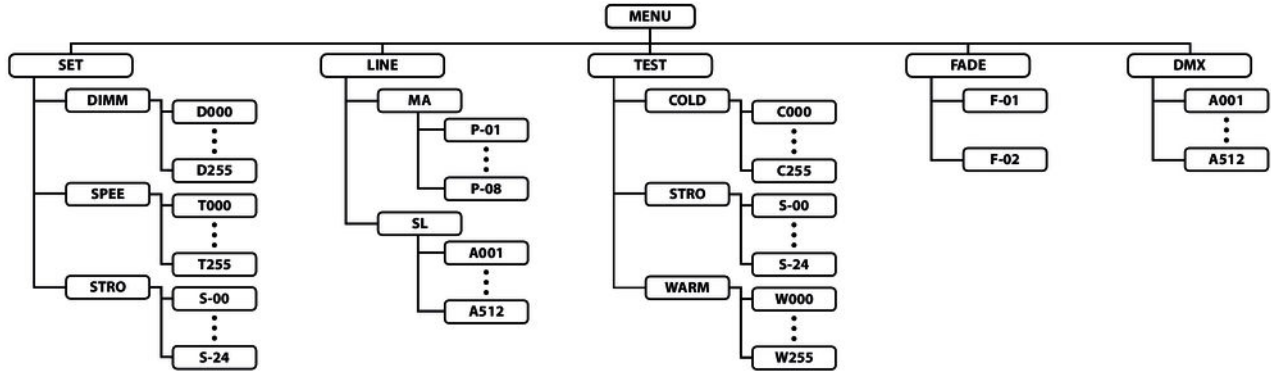 MENU
SET
DIMM
D000
D255
SPEE
T000
T255
STRO
S-00
S-24
LINE
MA
P-01
P-08
SL
A001
A512
TEST
COLD
C000
C255
STRO
S-00
S-24
WARM
W000
W255
FADE
F-01
F-02
DMX
A001
A512